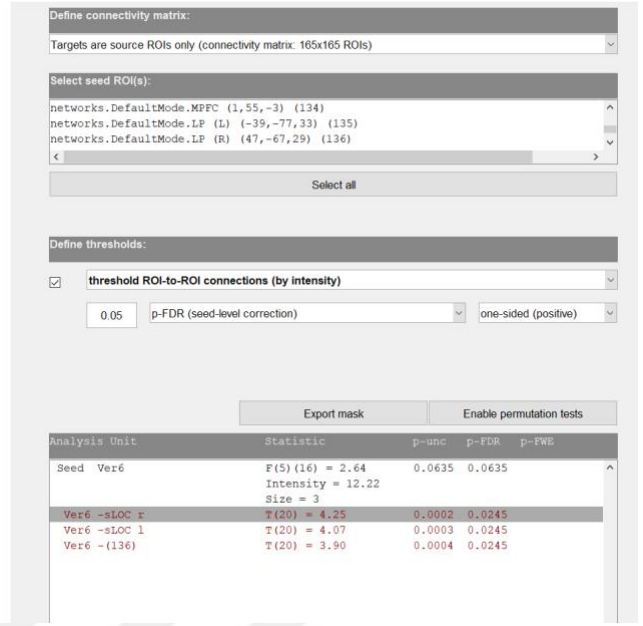 Define connectivity matrix:
Targets are source ROIs only (connectivity matrix: 165x165 ROIs)
Select seed ROI(s):
networks.DefaultMode.MPFC (1,55,-3) (134)
networks.DefaultMode.LP (L) (-39,-77,33) (135)
networks.DefaultMode.LP (R) (47,-67,29) (136)
Select all
Define thresholds:
threshold ROI-to-ROI connections (by intensity)
0.05 p-FDR (seed-level correction) one-sided (positive)
Export mask Enable permutation tests
Analysis Unit Statistic p-unc p-FDR p-FWE
Seed Ver6 F(5)(16) = 2.64 0.0635 0.0635
Intensity = 12.22
Size = 3
Ver6 -sLOC r T(20) = 4.25 0.0002 0.0245
Ver6 -sLOC l T(20) = 4.07 0.0003 0.0245
Ver6 -(136) T(20) = 3.90 0.0004 0.0245